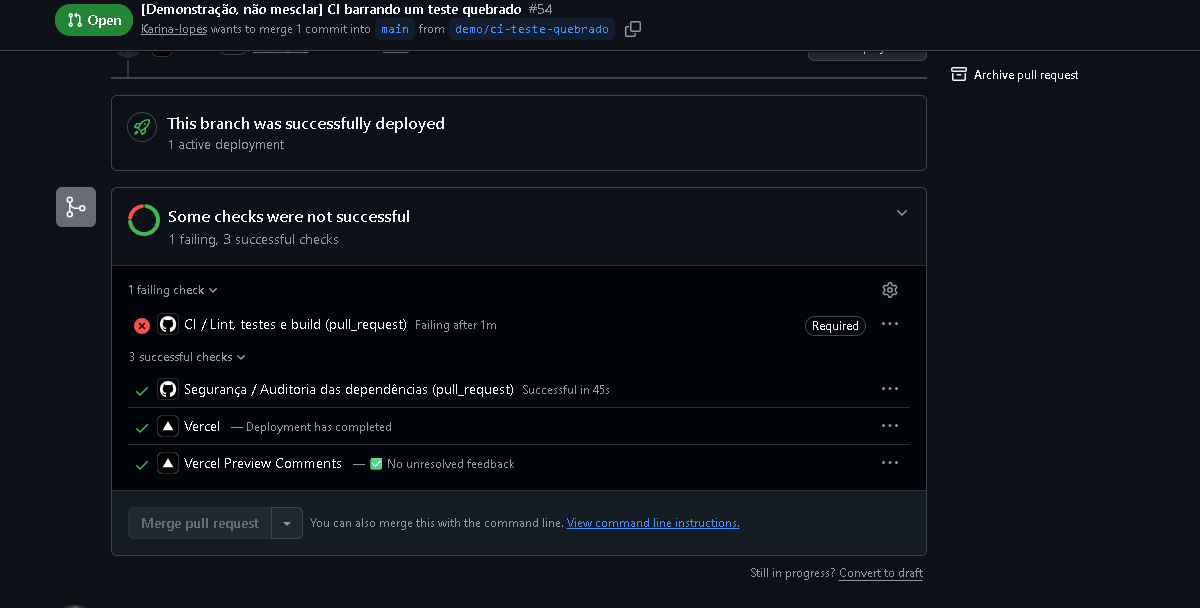 Open
[Demonstração, não mesclar] CI barrando um teste quebrado #54
Karina-lopes wants to merge 1 commit into main from demo/ci-teste-quebrado
Archive pull request
This branch was successfully deployed
1 active deployment
Some checks were not successful
1 failing, 3 successful checks
1 failing check
CI / Lint, testes e build (pull_request) Failing after 1m Required
3 successful checks
Segurança / Auditoria das dependências (pull_request) Successful in 45s
Vercel — Deployment has completed
Vercel Preview Comments — ✅ No unresolved feedback
Merge pull request You can also merge this with the command line. View command line instructions.
Still in progress? Convert to draft